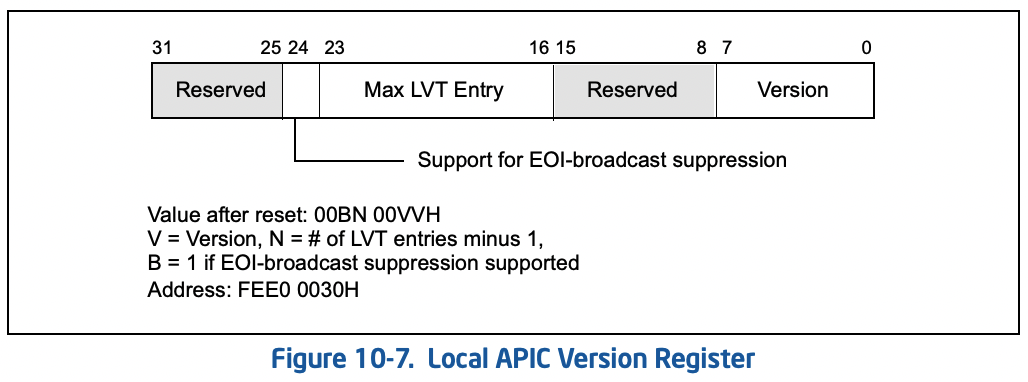 31 25 24 23 16 15 8 7 0
Reserved Max LVT Entry Reserved Version
Support for EOI-broadcast suppression
Value after reset: 00BN 00VVH
V = Version, N = # of LVT entries minus 1,
B = 1 if EOI-broadcast suppression supported
Address: FEE0 0030H
Figure 10-7. Local APIC Version Register